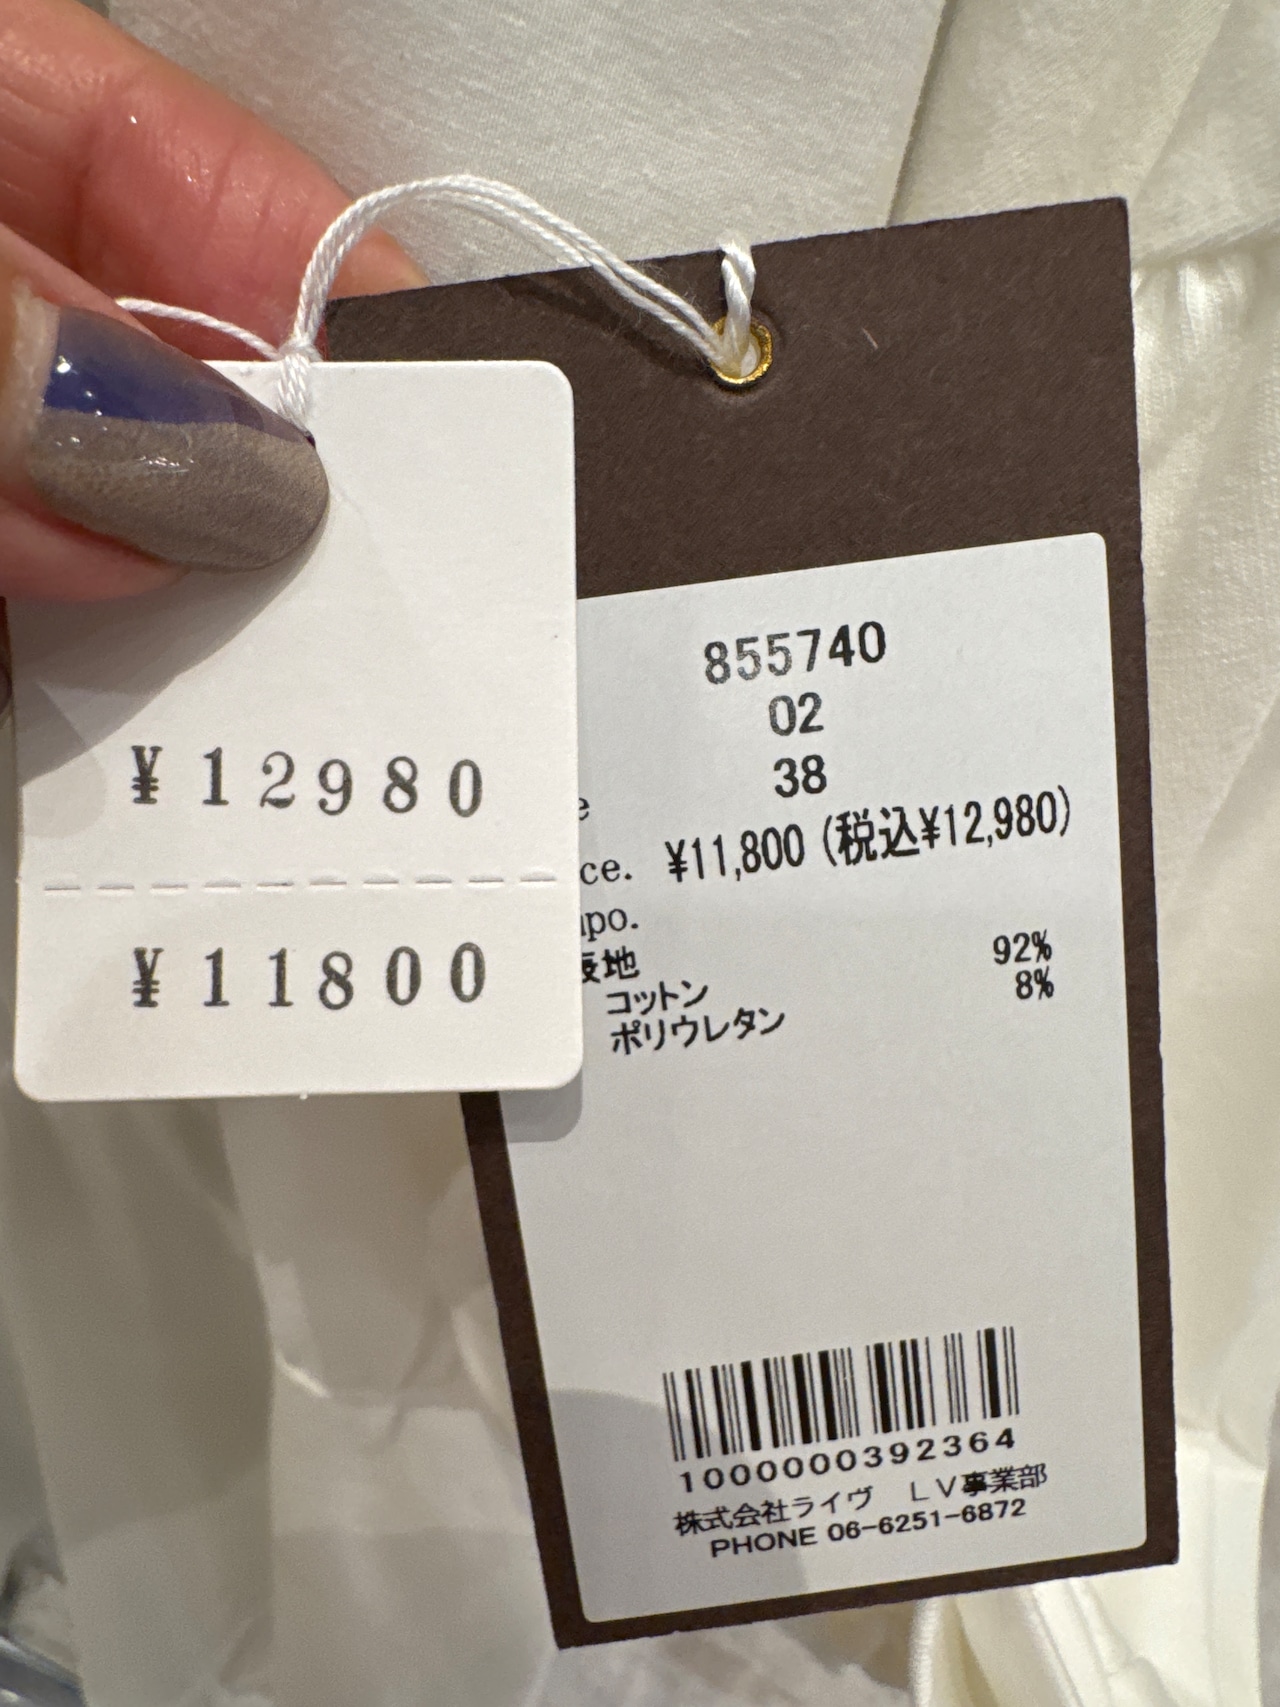 ¥12980
¥11800
855740
02
38
¥11,800 (税込¥12,980)
表地
コットン 92%
ポリウレタン 8%
1000000392364
株式会社ライヴ LV事業部
PHONE 06-6251-6872